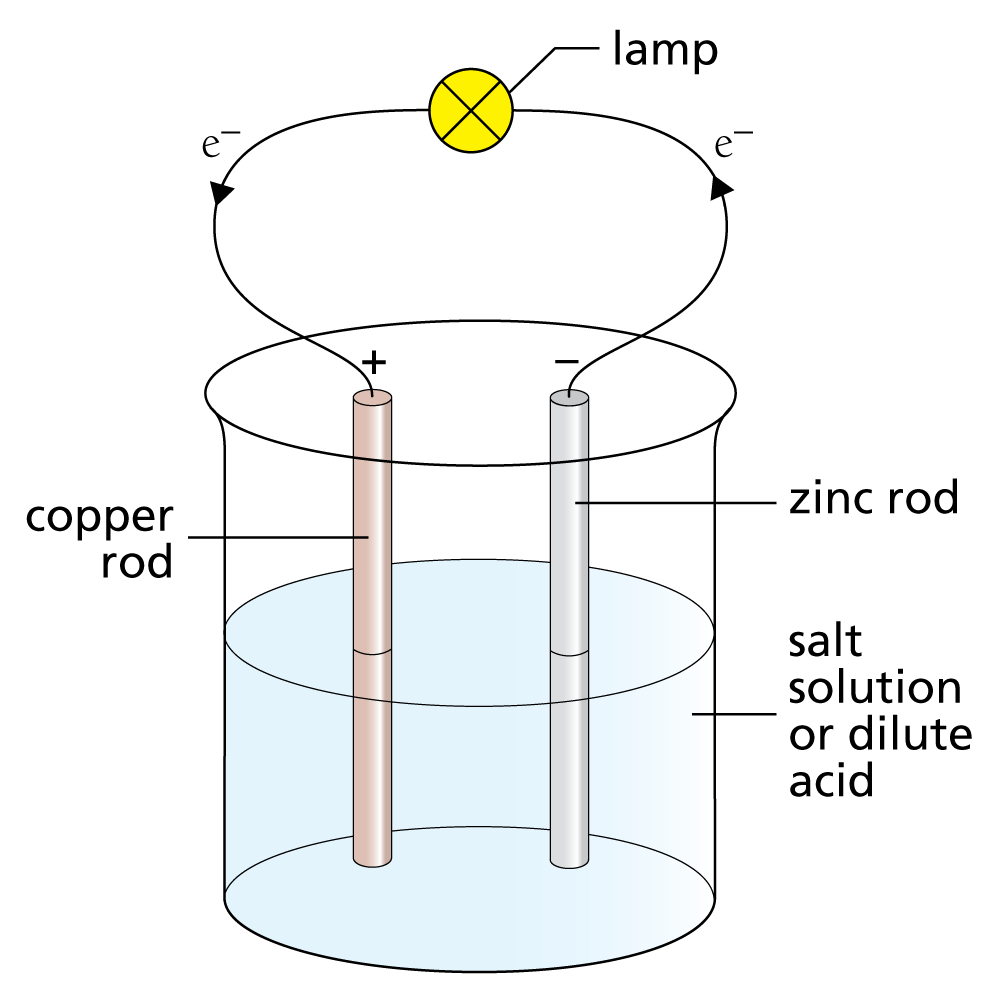 lamp
e⁻
e⁻
+
−
copper
rod
zinc rod
salt
solution
or dilute
acid